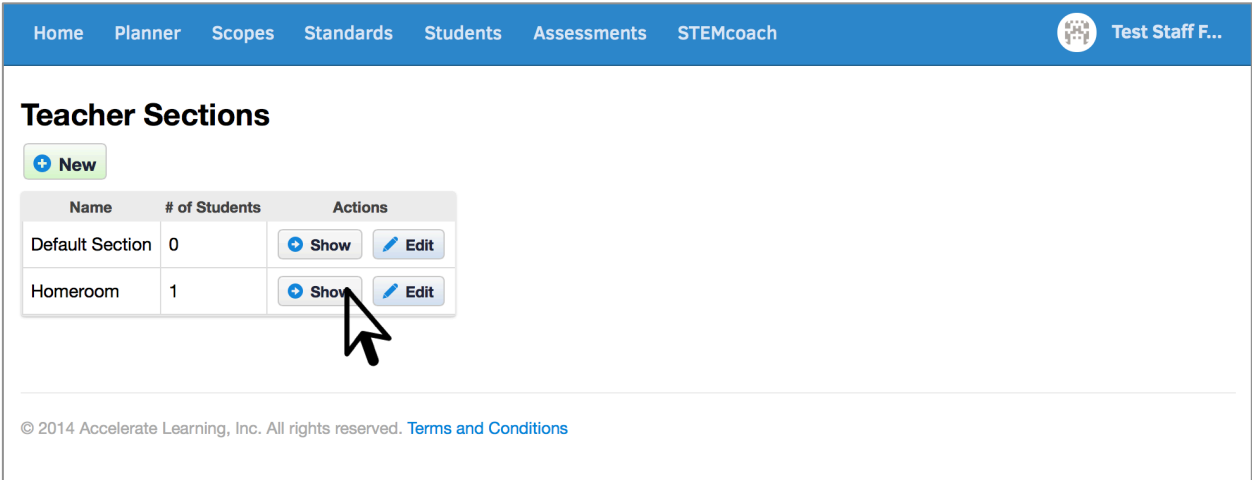 Home Planner Scopes Standards Students Assessments STEMcoach Test Staff F...
Teacher Sections
New
Name # of Students Actions
Default Section 0 Show Edit
Homeroom 1 Show Edit
© 2014 Accelerate Learning, Inc. All rights reserved. Terms and Conditions